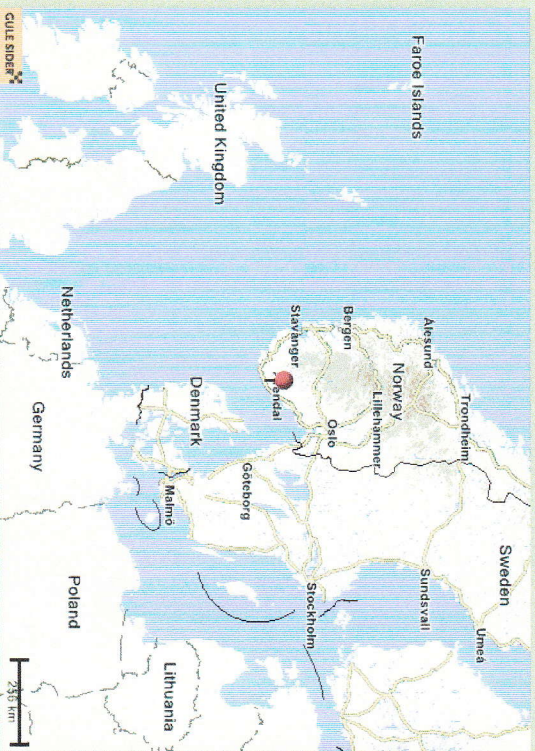 Sweden
Umeå
Trondheim
Ålesund
Sundsvall
Faroe Islands
Norway
Lillehammer
Bergen
Oslo
Stockholm
Stavanger
endal
Göteborg
United Kingdom
Denmark
Malmö
Lithuania
Poland
Netherlands
Germany
GULE SIDER
250 km